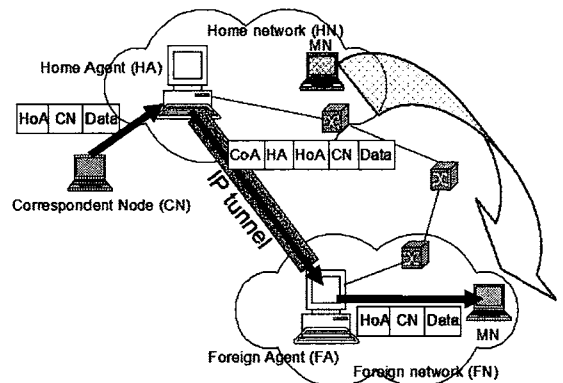 Home network (HN)
MN
Home Agent (HA)
HoA CN Data
CoA HA HoA CN Data
Correspondent Node (CN)
IP tunnel
HoA CN Data
MN
Foreign Agent (FA)
Foreign network (FN)